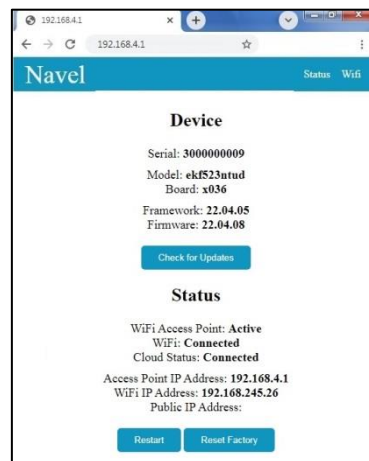 192.168.4.1
192.168.4.1
Navel Status Wifi
Device
Serial: 3000000009
Model: ekf523ntud
Board: x036
Framework: 22.04.05
Firmware: 22.04.08
Check for Updates
Status
WiFi Access Point: Active
WiFi: Connected
Cloud Status: Connected
Access Point IP Address: 192.168.4.1
WiFi IP Address: 192.168.245.26
Public IP Address:
Restart Reset Factory